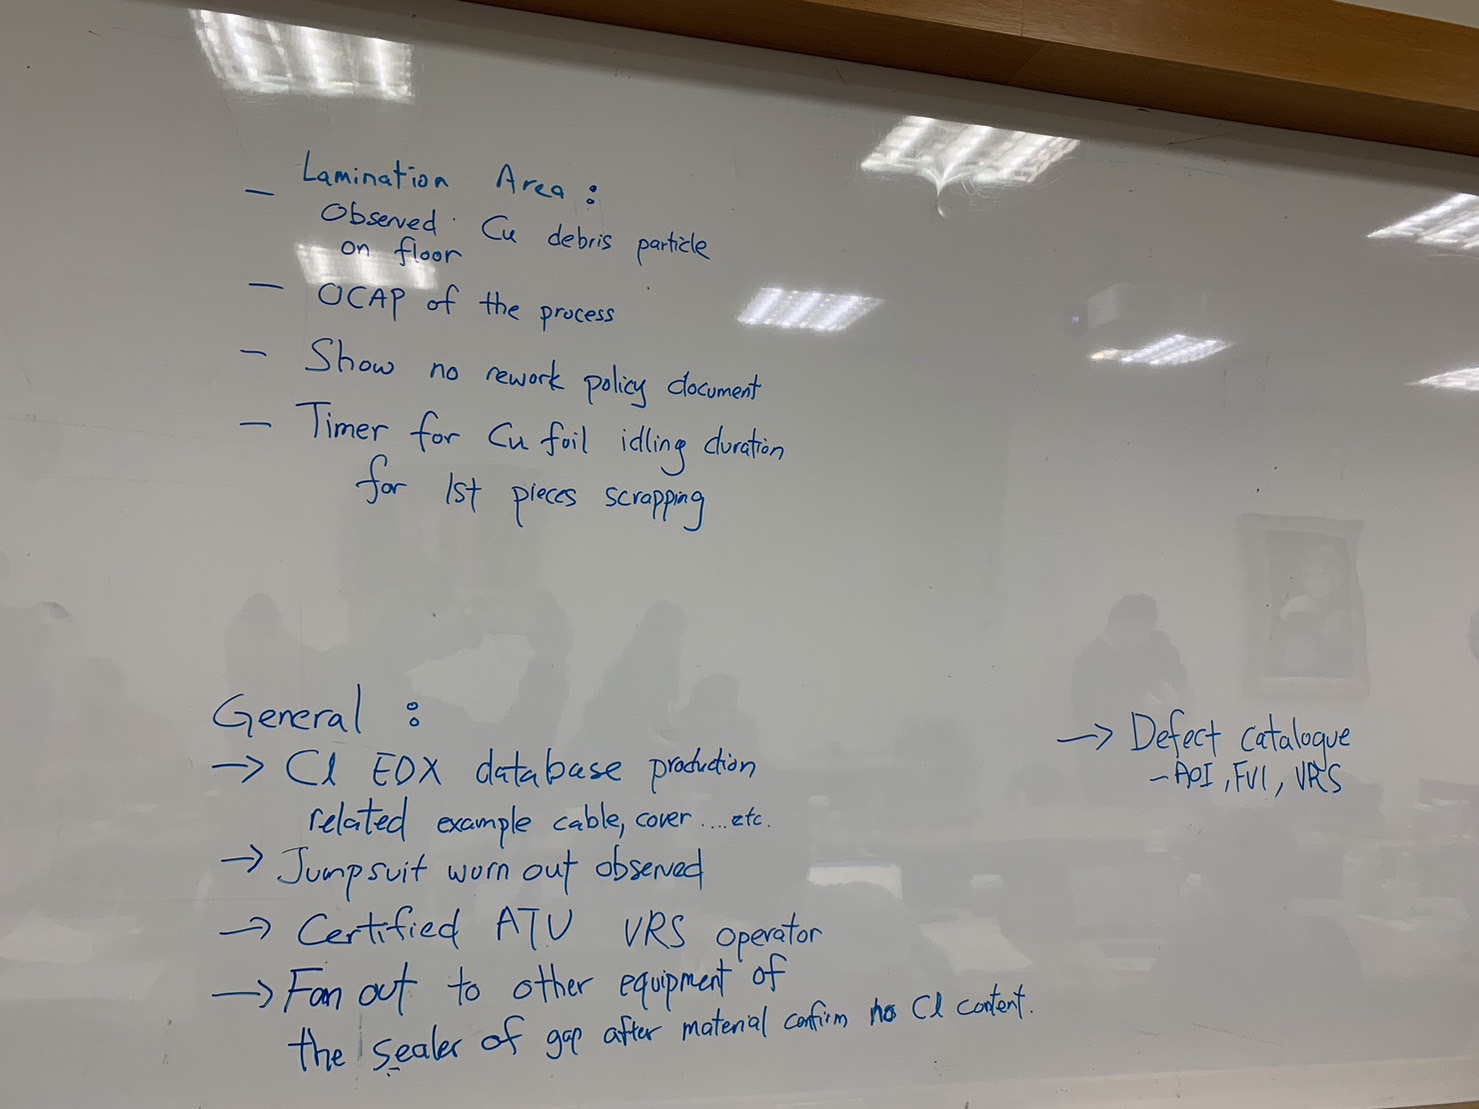 Lamination Area :
- Observed Cu debris particle
on floor
- OCAP of the process
- Show no rework policy document
- Timer for Cu foil idling duration
for 1st pieces scrapping
General :
→ Cl EDX database production
related example cable, cover .... etc.
→ Jumpsuit worn out observed
→ Certified ATU VRS operator
→ Fan out to other equipment of
the sealer of gap after material confirm no Cl content.
→ Defect catalogue
- AOI, FVI, VRS